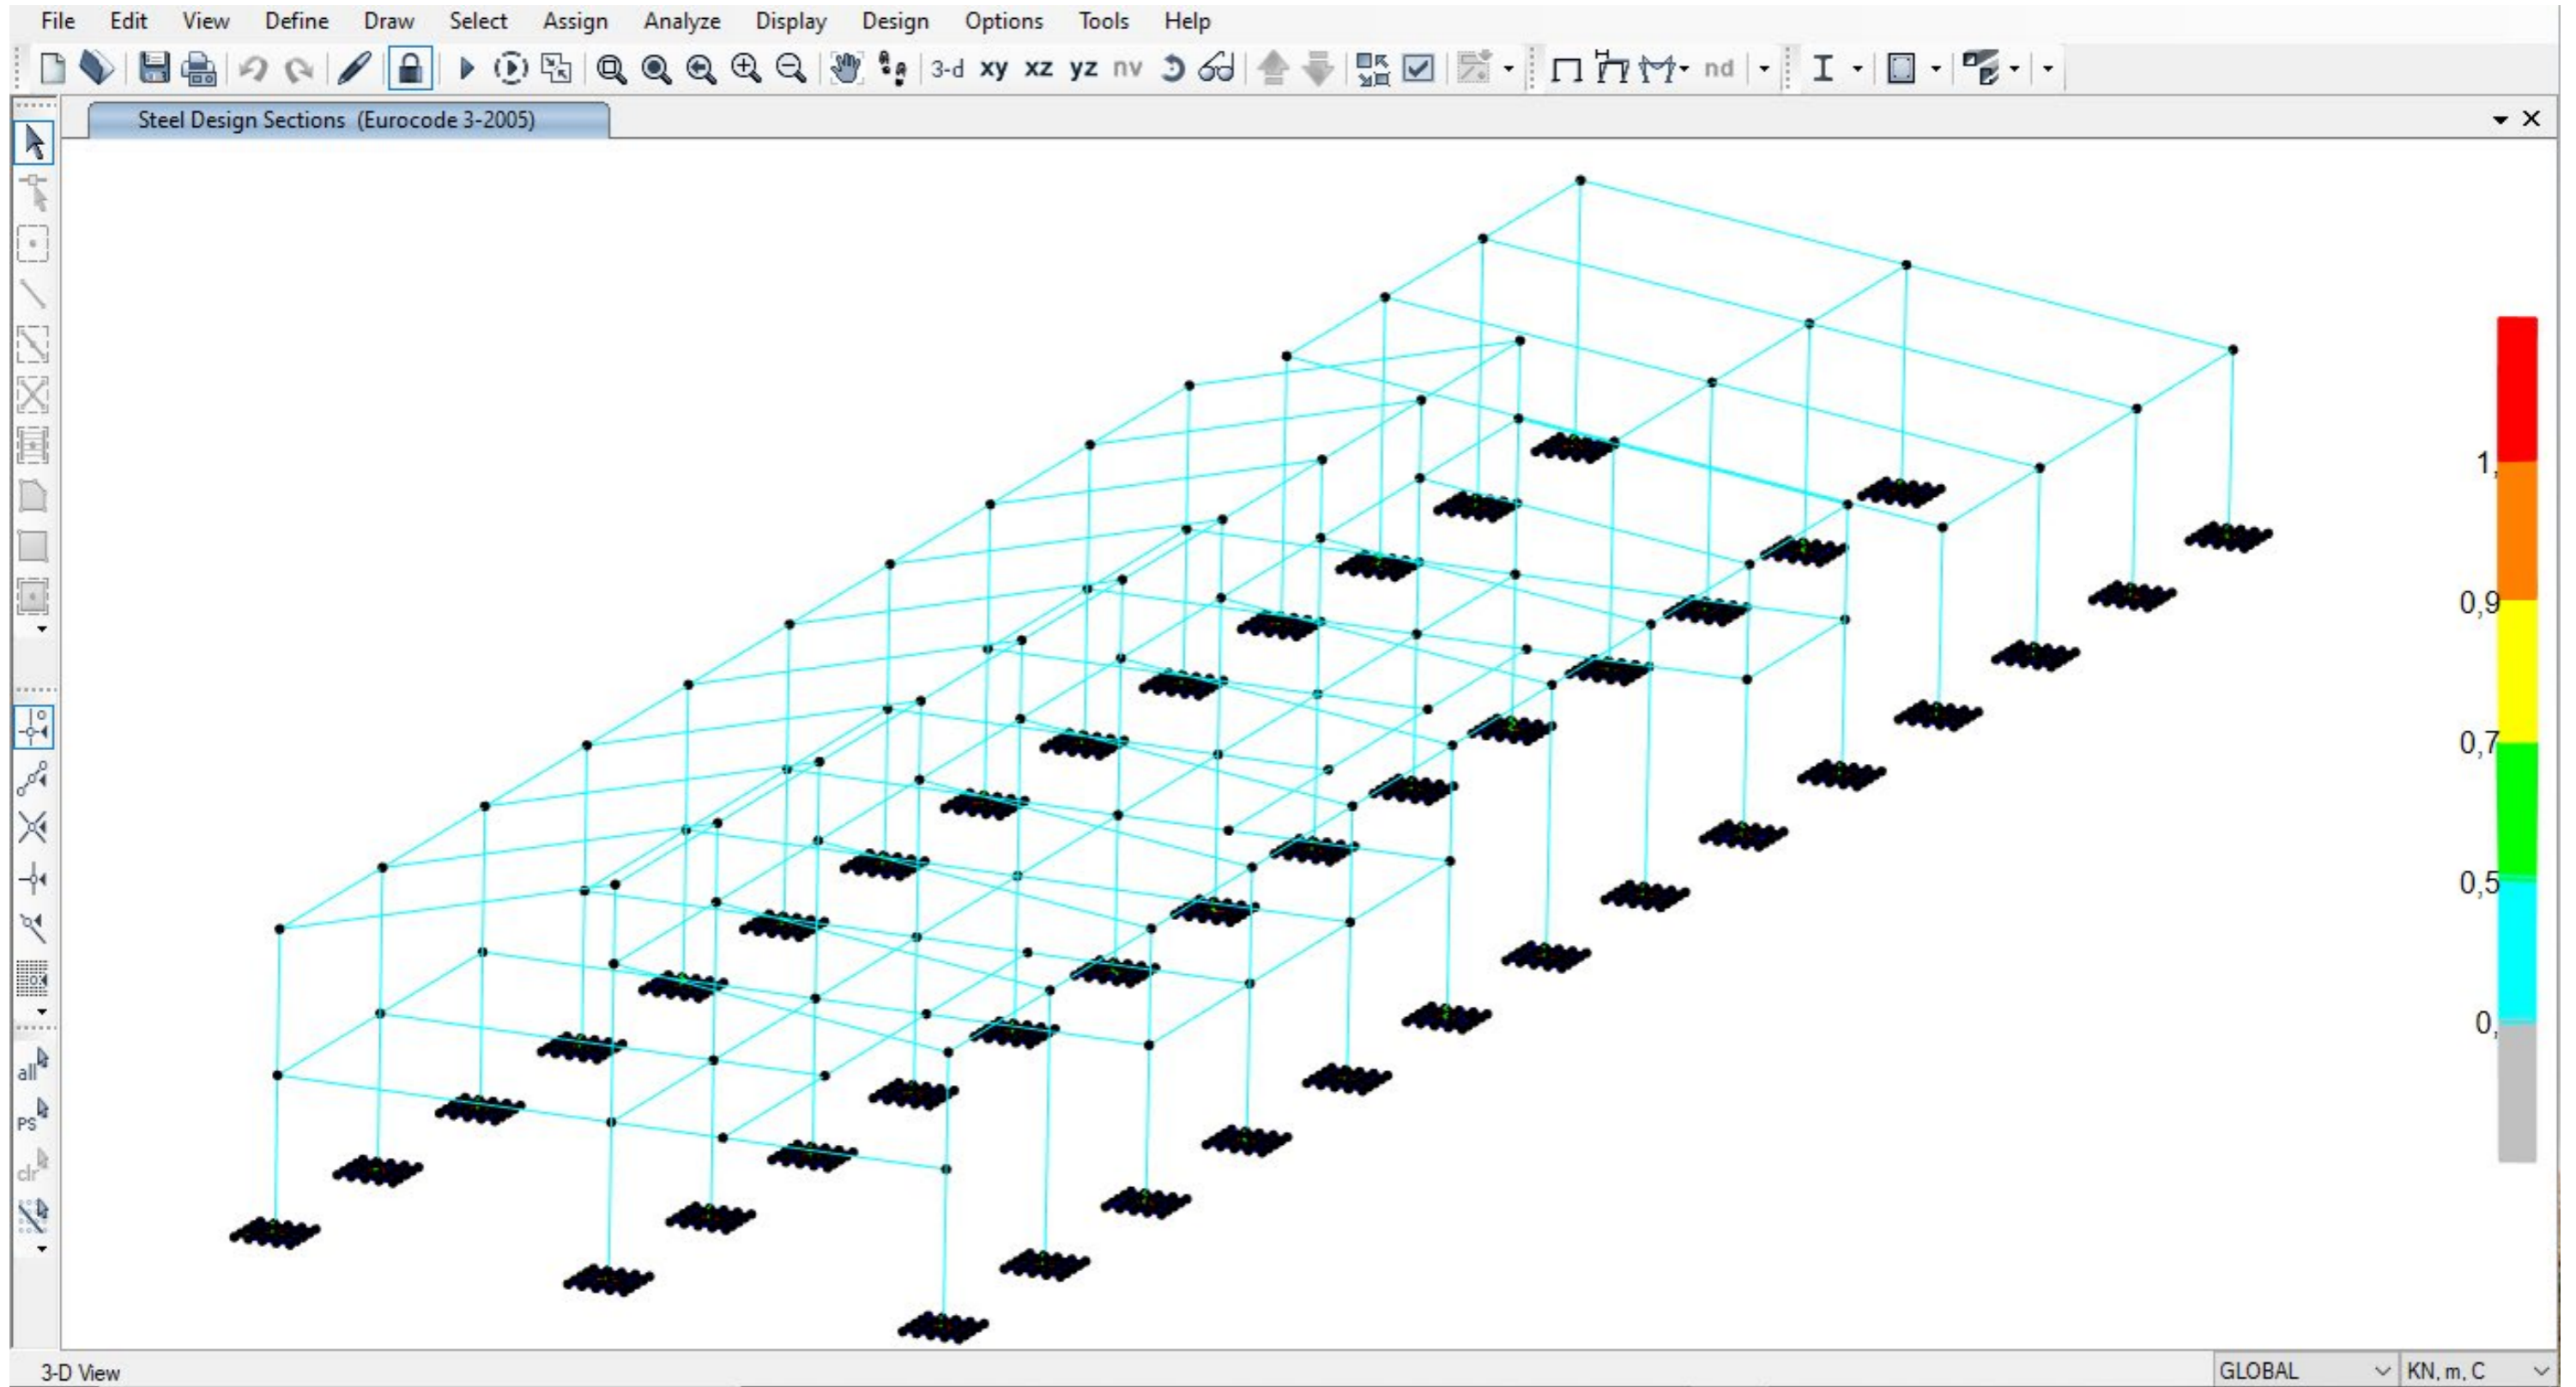 File Edit View Define Draw Select Assign Analyze Display Design Options Tools Help
3-d xy xz yz nv nd
Steel Design Sections (Eurocode 3-2005)
1,
0,9
0,7
0,5
0,
all
PS
clr
3-D View
GLOBAL
KN, m, C